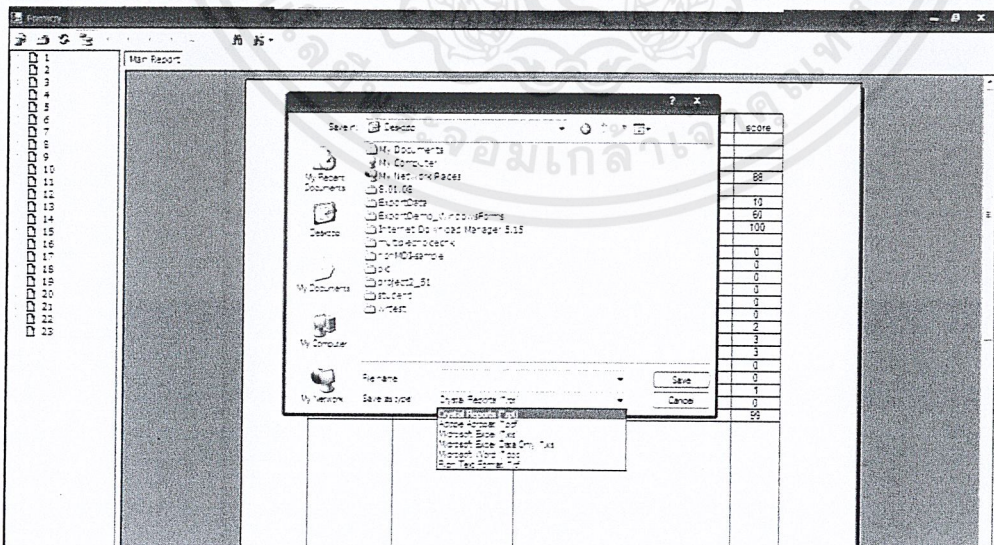 Main Report
1
2
3
4
5
6
7
8
9
10
11
12
13
14
15
16
17
18
19
20
21
22
23
score
88
10
60
100
0
0
0
0
0
0
2
3
3
0
0
1
0
99
? X
Save in: Desktop
My Recent Documents
Desktop
My Documents
My Computer
My Network
My Documents
My Computer
My Network Places
ExportData
ExportDemo_WindowsForms
Internet Download Manager 5.15
nonMDIsample
project2_51
student
File name
Save
Save as type
Crystal Reports (*.rpt)
Cancel
Crystal Reports (*.rpt)
Adobe Acrobat (*.pdf)
Microsoft Excel (*.xls)
Microsoft Excel Data Only (*.xls)
Microsoft Word (*.doc)
Rich Text Format (*.rtf)